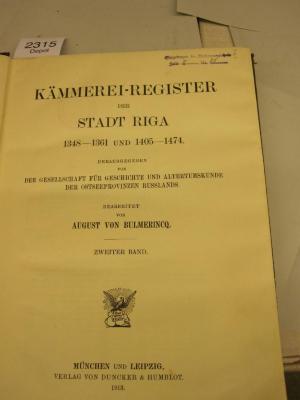 2315
Depot
KÄMMEREI-REGISTER
DER
STADT RIGA
1348—1361 UND 1405—1474.
HERAUSGEGEBEN
VON
DER GESELLSCHAFT FÜR GESCHICHTE UND ALTERTUMSKUNDE
DER OSTSEEPROVINZEN RUSSLANDS.
BEARBEITET
VON
AUGUST VON BULMERINCQ.
ZWEITER BAND.
MÜNCHEN UND LEIPZIG,
VERLAG VON DUNCKER & HUMBLOT.
1913.